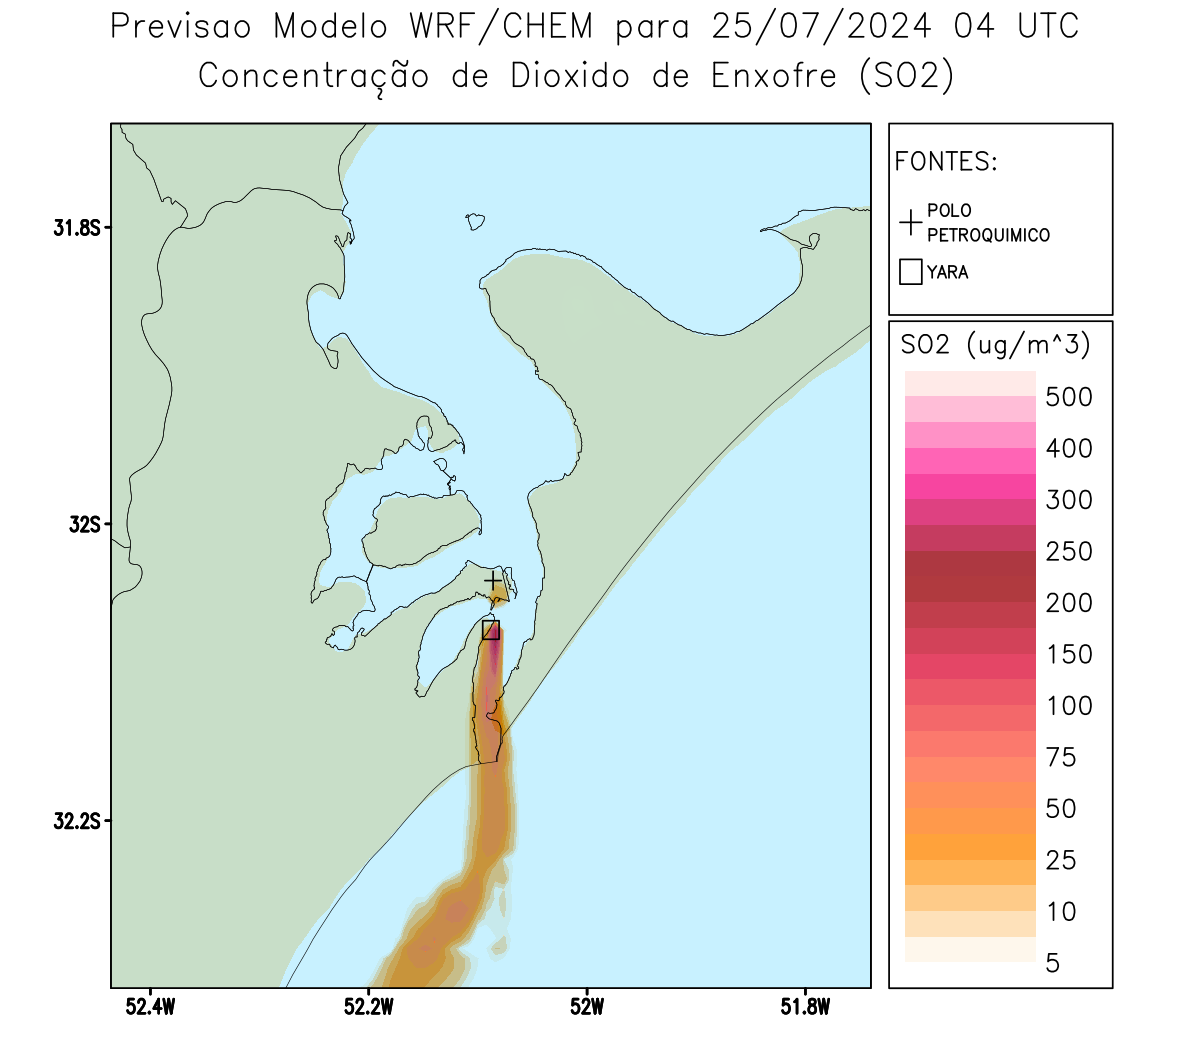 Previsao Modelo WRF/CHEM para 25/07/2024 04 UTC
Concentração de Dioxido de Enxofre (SO2)
FONTES:
POLO
PETROQUIMICO
YARA
SO2 (ug/m^3)
500
400
300
250
200
150
100
75
50
25
10
5
31.8S
32S
32.2S
52.4W
52.2W
52W
51.8W